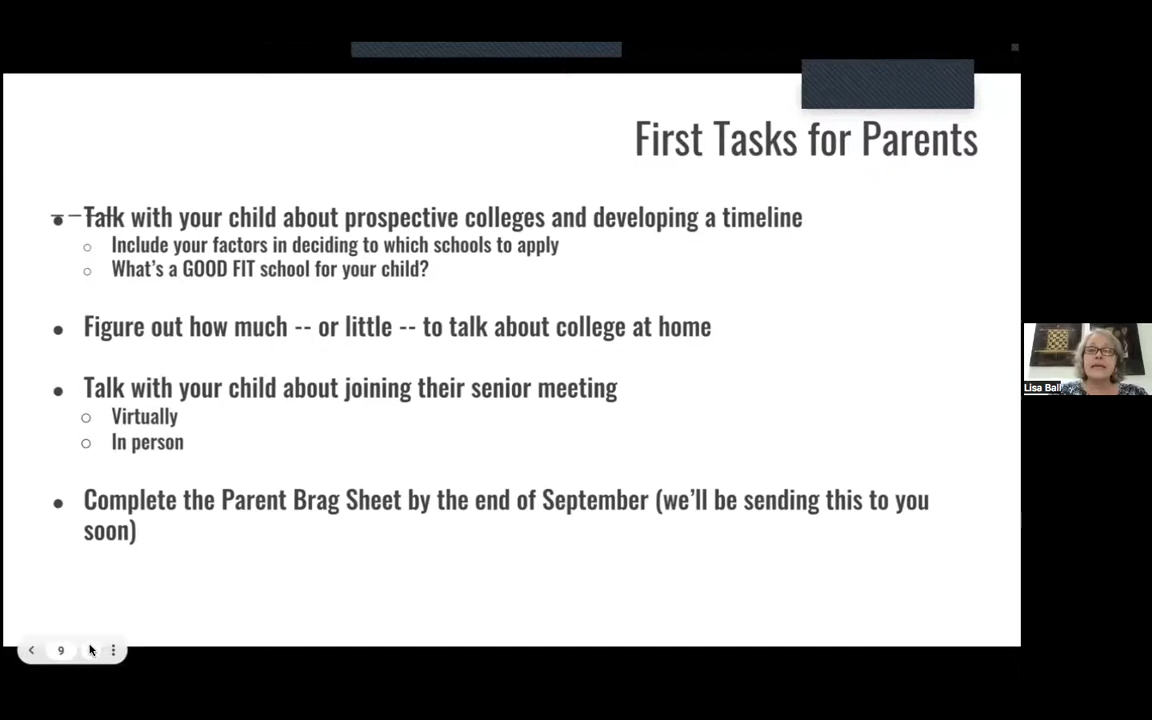 First Tasks for Parents
● Talk with your child about prospective colleges and developing a timeline
○ Include your factors in deciding to which schools to apply
○ What's a GOOD FIT school for your child?
● Figure out how much -- or little -- to talk about college at home
● Talk with your child about joining their senior meeting
○ Virtually
○ In person
● Complete the Parent Brag Sheet by the end of September (we'll be sending this to you
soon)
Lisa Ball
9